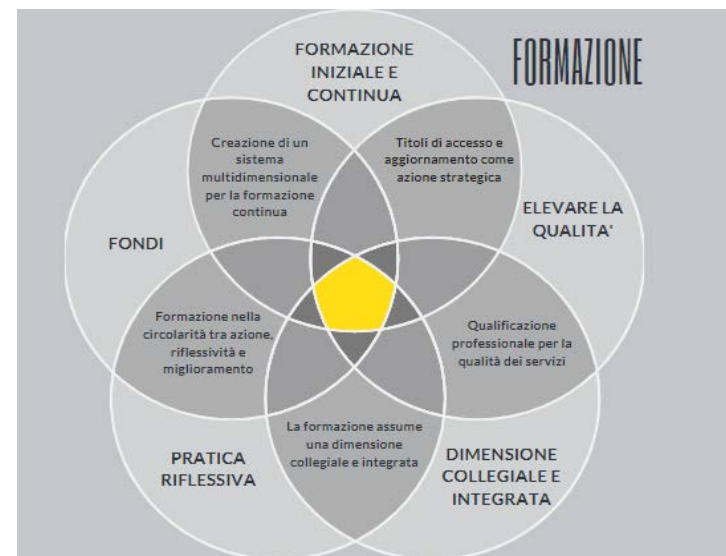 FORMAZIONE
FORMAZIONE
INIZIALE E
CONTINUA
Creazione di un
sistema
multidimensionale
per la formazione
continua
Titoli di accesso e
aggiornamento come
azione strategica
ELEVARE LA
QUALITA'
FONDI
Formazione nella
circolarità tra azione,
riflessività e
miglioramento
Qualificazione
professionale per la
qualità dei servizi
La formazione assume
una dimensione
collegiale e integrata
PRATICA
RIFLESSIVA
DIMENSIONE
COLLEGIALE E
INTEGRATA